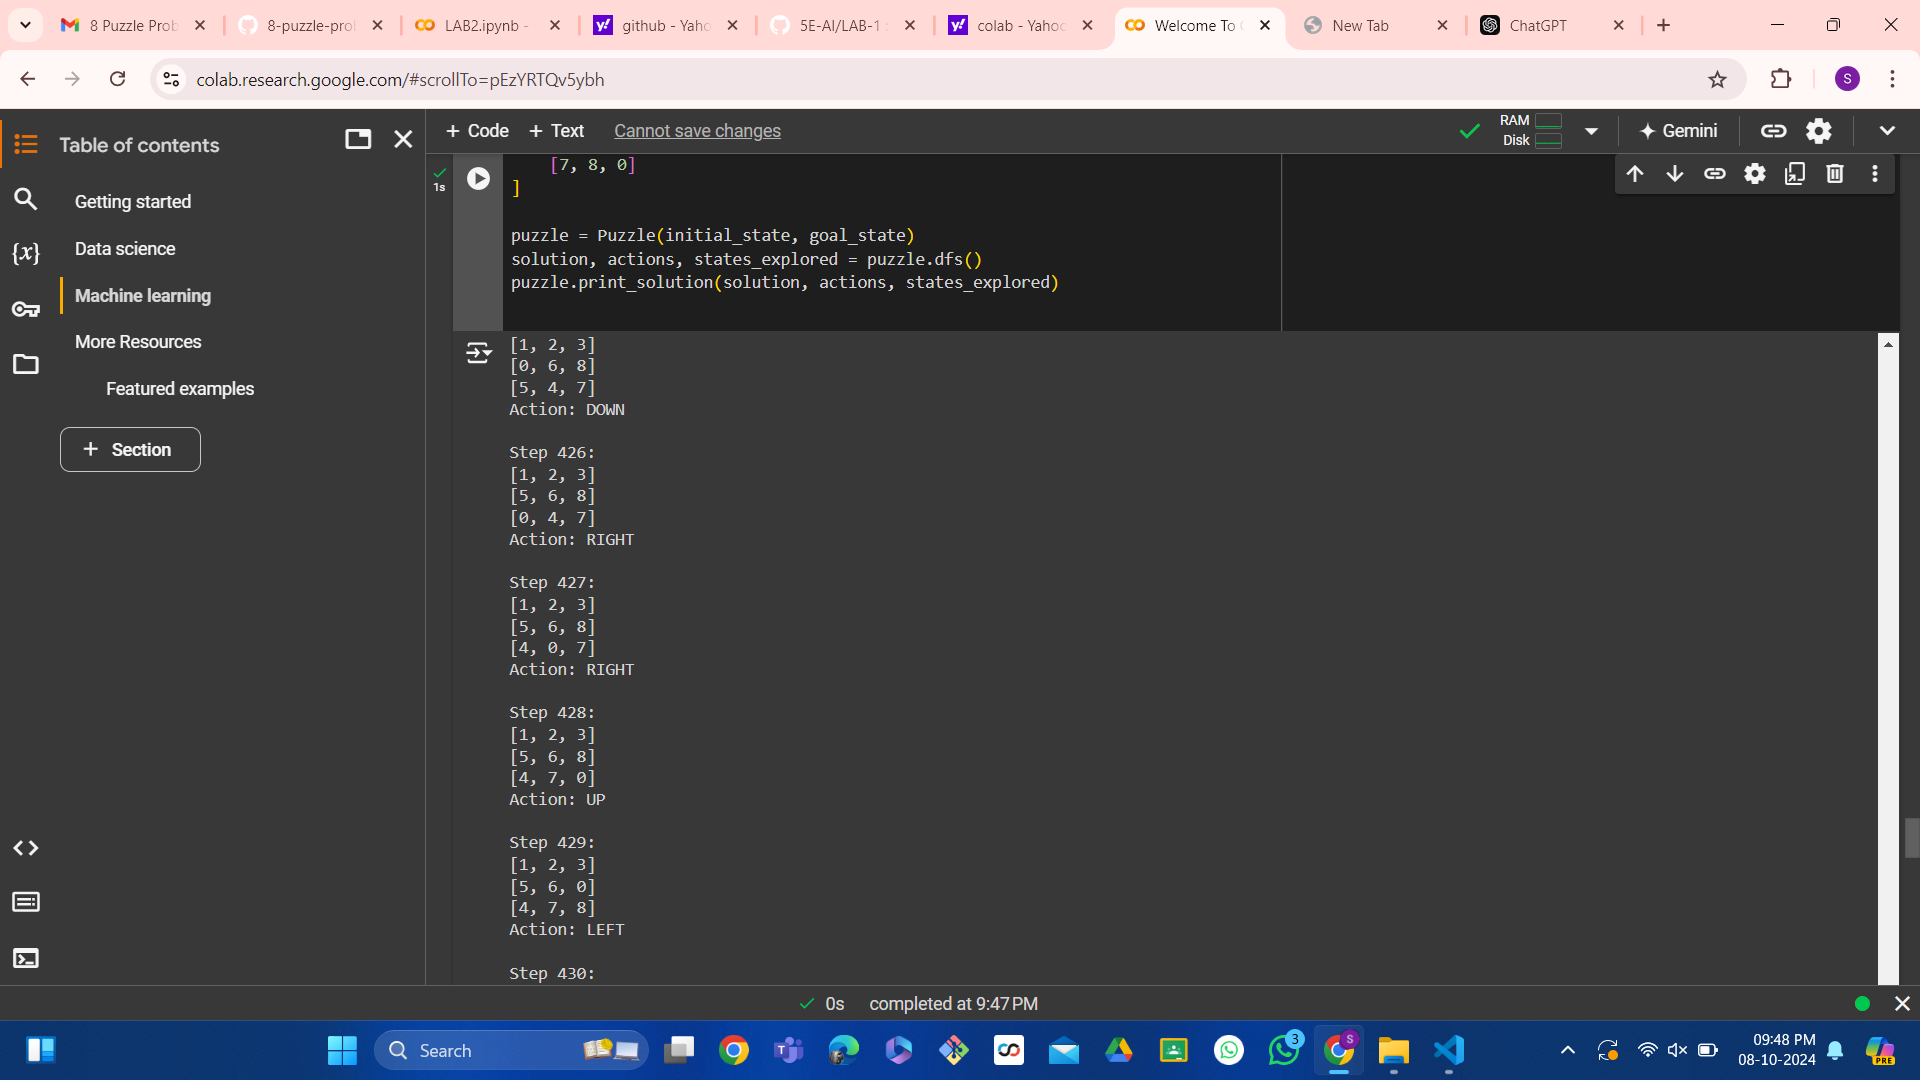 8 Puzzle Prob
8-puzzle-prol
LAB2.ipynb -
github - Yaho
5E-AI/LAB-1
colab - Yahoo
Welcome To
New Tab
ChatGPT
colab.research.google.com/#scrollTo=pEzYRTQv5ybh
S
Table of contents
Getting started
Data science
Machine learning
More Resources
Featured examples
+ Section
+ Code + Text Cannot save changes
RAM
Disk
Gemini
1s
[7, 8, 0]
]
puzzle = Puzzle(initial_state, goal_state)
solution, actions, states_explored = puzzle.dfs()
puzzle.print_solution(solution, actions, states_explored)
[1, 2, 3]
[0, 6, 8]
[5, 4, 7]
Action: DOWN
Step 426:
[1, 2, 3]
[5, 6, 8]
[0, 4, 7]
Action: RIGHT
Step 427:
[1, 2, 3]
[5, 6, 8]
[4, 0, 7]
Action: RIGHT
Step 428:
[1, 2, 3]
[5, 6, 8]
[4, 7, 0]
Action: UP
Step 429:
[1, 2, 3]
[5, 6, 0]
[4, 7, 8]
Action: LEFT
Step 430:
0s completed at 9:47 PM
Search
3
S
09:48 PM
08-10-2024
PRE